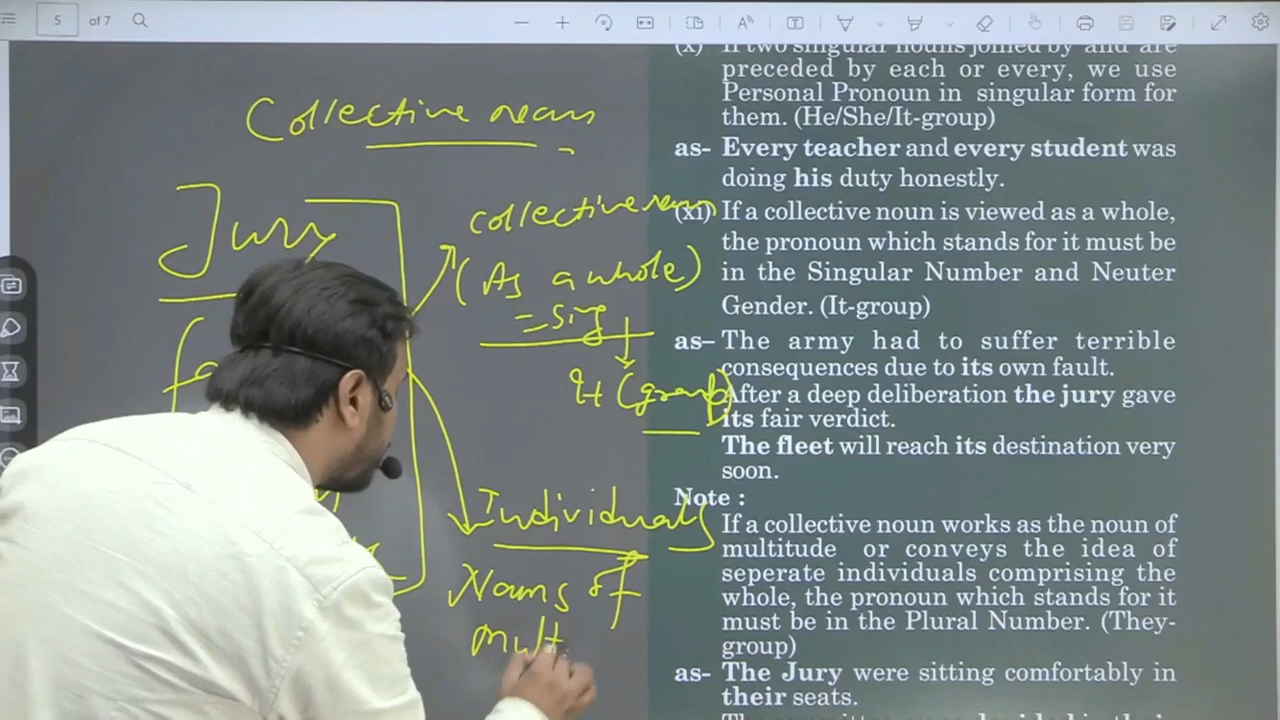 5 of 7
Collective noun
Jury
collective noun
(As a whole)
= sing
It (group)
Individuals
Nouns of
mult
(x) If two singular nouns joined by and are
preceded by each or every, we use
Personal Pronoun in singular form for
them. (He/She/It-group)
as- Every teacher and every student was
doing his duty honestly.
(xi) If a collective noun is viewed as a whole,
the pronoun which stands for it must be
in the Singular Number and Neuter
Gender. (It-group)
as– The army had to suffer terrible
consequences due to its own fault.
After a deep deliberation the jury gave
its fair verdict.
The fleet will reach its destination very
soon.
Note :
If a collective noun works as the noun of
multitude or conveys the idea of
seperate individuals comprising the
whole, the pronoun which stands for it
must be in the Plural Number. (They-
group)
as- The Jury were sitting comfortably in
their seats.